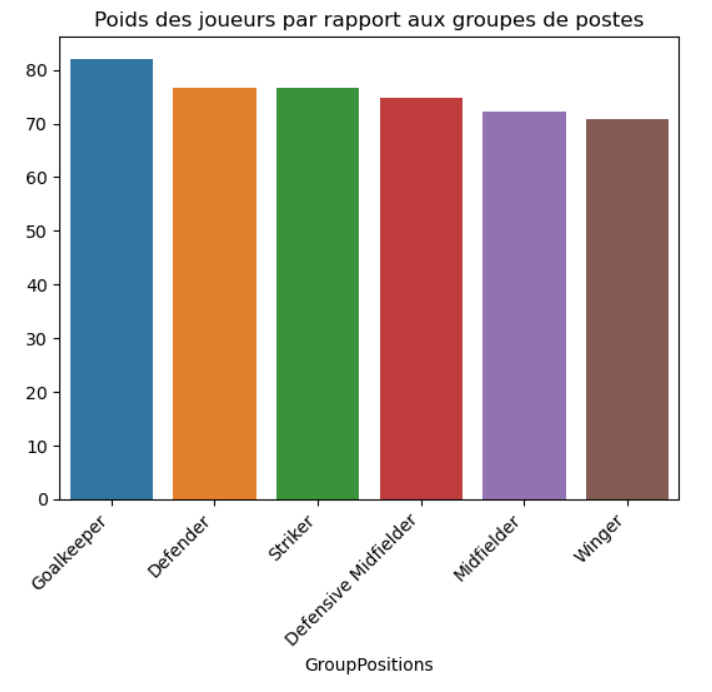 Poids des joueurs par rapport aux groupes de postes
80
70
60
50
40
30
20
10
0
Goalkeeper
Defender
Striker
Defensive Midfielder
Midfielder
Winger
GroupPositions